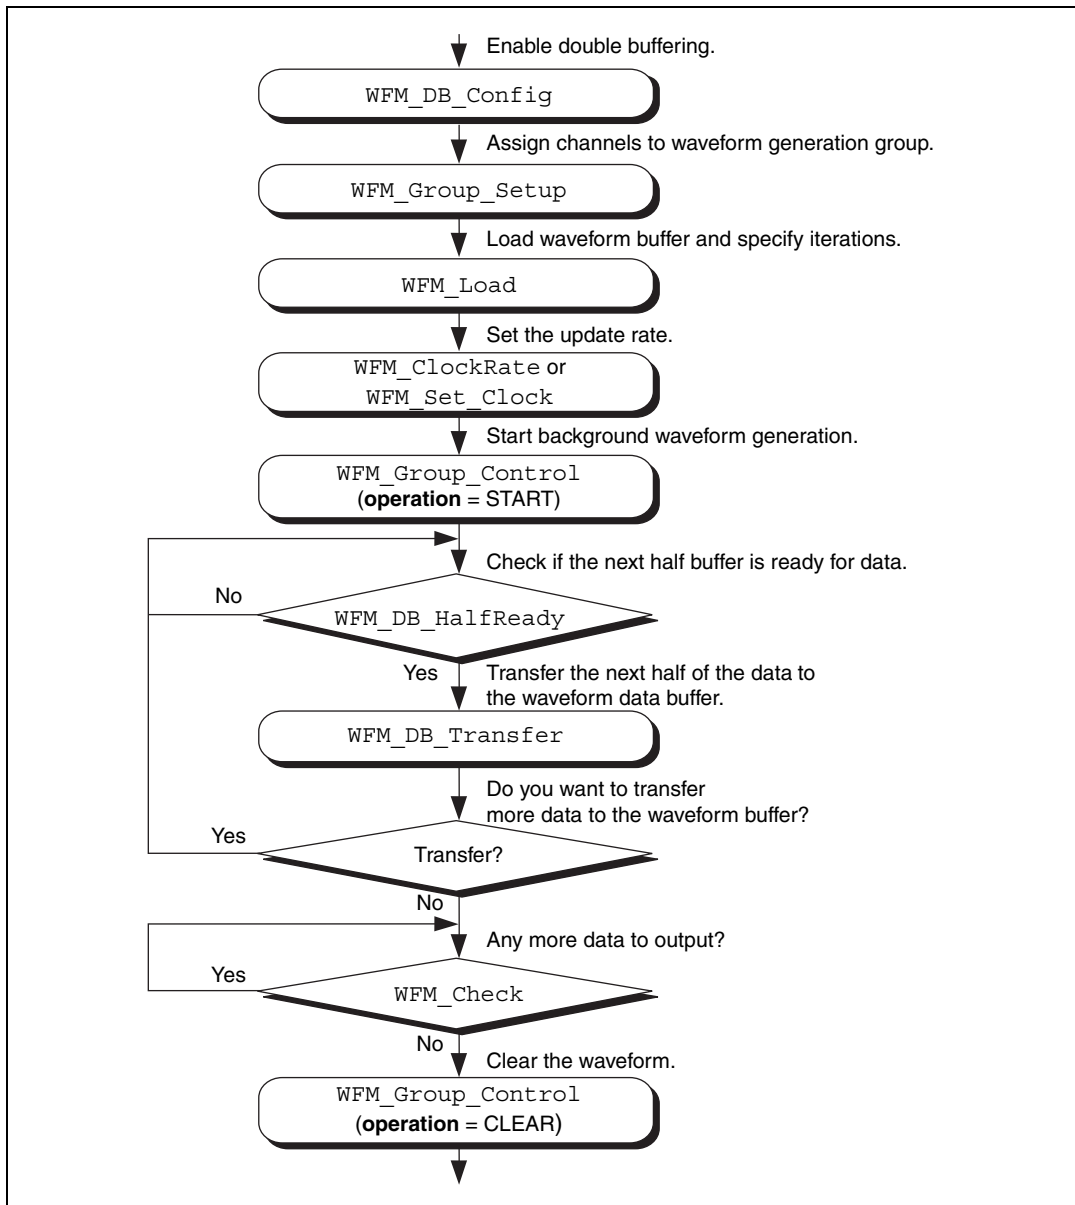 Enable double buffering.
WFM_DB_Config
Assign channels to waveform generation group.
WFM_Group_Setup
Load waveform buffer and specify iterations.
WFM_Load
Set the update rate.
WFM_ClockRate or
WFM_Set_Clock
Start background waveform generation.
WFM_Group_Control
(operation = START)
Check if the next half buffer is ready for data.
No
WFM_DB_HalfReady
Yes
Transfer the next half of the data to
the waveform data buffer.
WFM_DB_Transfer
Do you want to transfer
more data to the waveform buffer?
Yes
Transfer?
No
Any more data to output?
Yes
WFM_Check
No
Clear the waveform.
WFM_Group_Control
(operation = CLEAR)